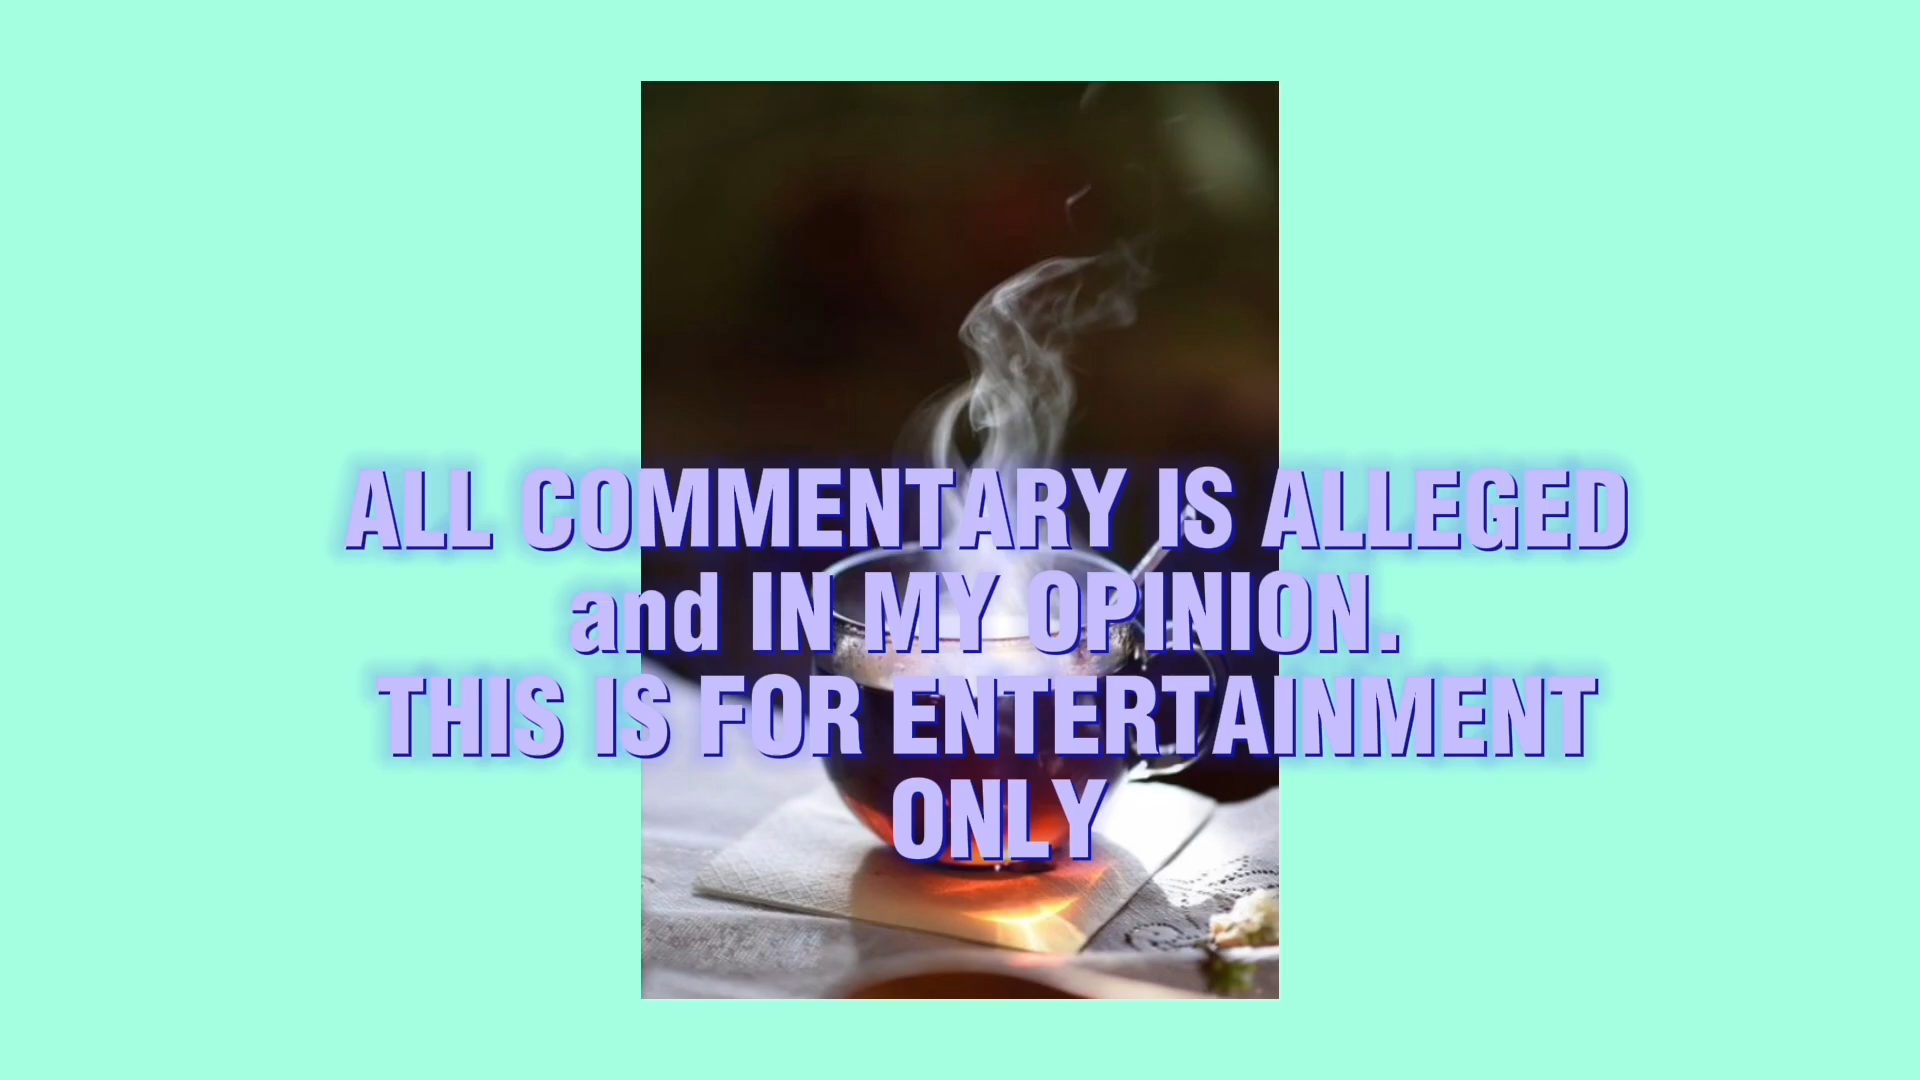 ALL COMMENTARY IS ALLEGED
and IN MY OPINION.
THIS IS FOR ENTERTAINMENT
ONLY